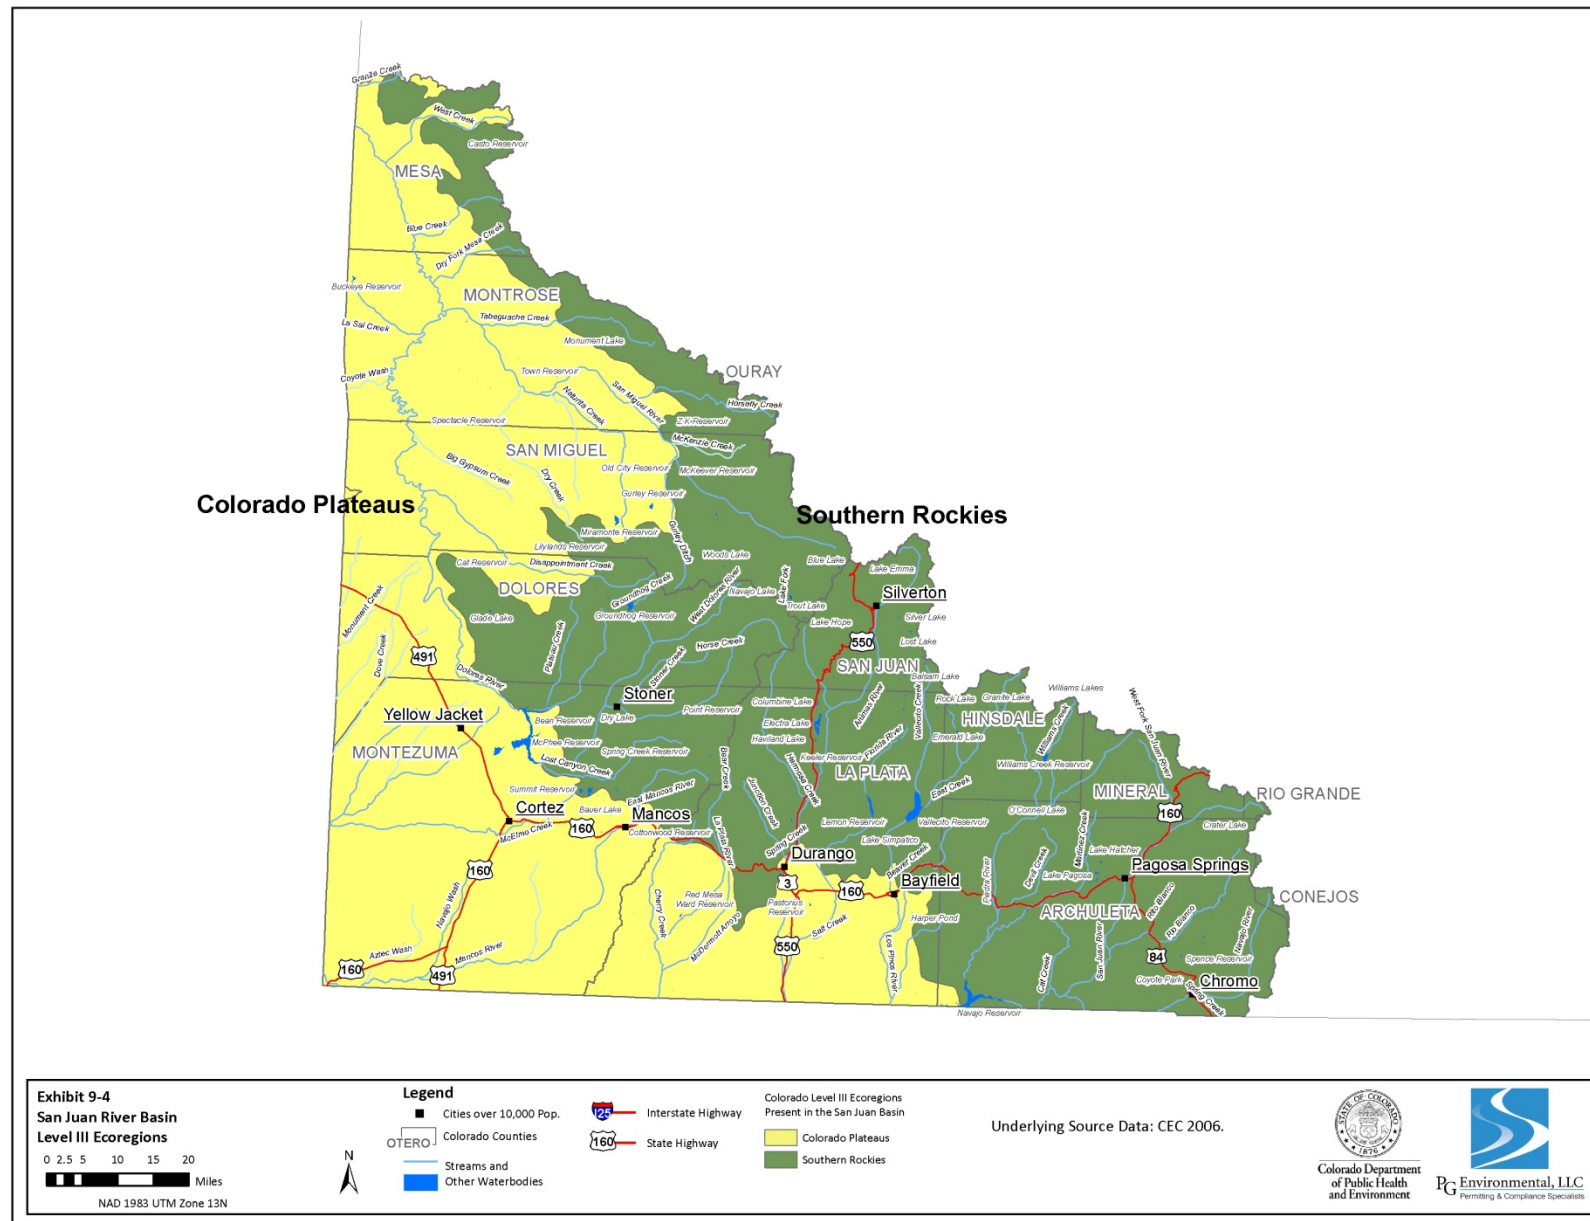 Granite Creek
West Creek
Casto Reservoir
MESA
Blue Creek
Dry Fork Mesa Creek
Buckeye Reservoir
MONTROSE
La Sal Creek
Tabeguache Creek
Monument Lake
OURAY
Coyote Wash
Town Reservoir
Naturita Creek
San Miguel River
Horsefly Creek
Spectacle Reservoir
Z K Reservoir
McKenzie Creek
SAN MIGUEL
Big Gypsum Creek
Dry Creek
Old City Reservoir
McKeever Reservoir
Gurley Reservoir
Colorado Plateaus
Southern Rockies
Miramonte Reservoir
Gurley Ditch
Lilylands Reservoir
Woods Lake
Blue Lake
Lake Emma
Cat Reservoir
Disappointment Creek
DOLORES
Groundhog Creek
West Dolores River
Navajo Lake
Lake Fork
Trout Lake
Silverton
Monument Creek
Glade Lake
Groundhog Reservoir
Lake Hope
Silver Lake
Lost Lake
550
Dove Creek
491
Plateau Creek
Stoner Creek
Horse Creek
SAN JUAN
Balsam Lake
Dolores River
Stoner
Columbine Lake
Animas River
Vallecito Creek
Rock Lake
Granite Lake
Williams Lakes
West Fork San Juan River
Yellow Jacket
Bean Reservoir
Dry Lake
Point Reservoir
Electra Lake
Haviland Lake
Florida River
Emerald Lake
HINSDALE
Williams Creek
MONTEZUMA
McPhee Reservoir
Lost Canyon Creek
Spring Creek Reservoir
Bear Creek
Keeler Reservoir
Williams Creek Reservoir
Hermosa Creek
LA PLATA
East Creek
Summit Reservoir
Bauer Lake
East Mancos River
Junction Creek
MINERAL
RIO GRANDE
O'Connell Lake
160
Cortez
McElmo Creek
160
Mancos
Cottonwood Reservoir
La Plata River
Spring Creek
Lemon Reservoir
Vallecito Reservoir
Lake Simpatico
Martinez Creek
Crater Lake
Lake Hatcher
Durango
Beaver Creek
Bayfield
Devil Creek
Lake Pagosa
Pagosa Springs
160
3
160
Piedra River
Navajo Wash
Cherry Creek
Red Mesa
Ward Reservoir
Pastorius
Reservoir
Harper Pond
ARCHULETA
Rito Blanco
Rio Blanco
CONEJOS
McDermott Arroyo
Salt Creek
Los Pinos River
550
San Juan River
Navajo River
Aztec Wash
Mancos River
160
491
Cat Creek
84
Spence Reservoir
Coyote Park
Chromo
Spring Creek
Navajo Reservoir
Exhibit 9-4
San Juan River Basin
Level III Ecoregions
0 2.5 5 10 15 20
Miles
NAD 1983 UTM Zone 13N
N
Legend
Cities over 10,000 Pop.
OTERO
Colorado Counties
Streams and
Other Waterbodies
125
Interstate Highway
160
State Highway
Colorado Level III Ecoregions
Present in the San Juan Basin
Colorado Plateaus
Southern Rockies
Underlying Source Data: CEC 2006.
STATE OF COLORADO
1876
Colorado Department
of Public Health
and Environment
PG Environmental, LLC
Permitting & Compliance Specialists